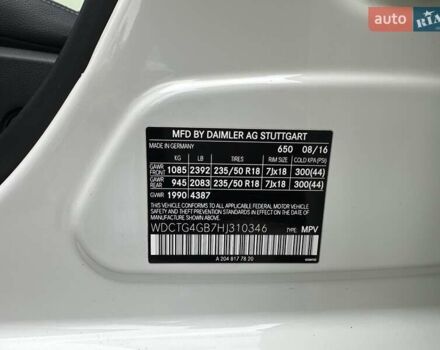 auto RIA
MFD BY DAIMLER AG STUTTGART
MADE IN GERMANY 650 08/16
KG LB TIRES RIM SIZE COLD KPA(PSI)
GAWR FRONT 1085 2392 235/50 R18 7Jx18 300(44)
GAWR REAR 945 2083 235/50 R18 7Jx18 300(44)
GVWR 1990 4387
THIS VEHICLE CONFORMS TO ALL APPLICABLE FEDERAL MOTOR VEHICLE
SAFETY, BUMPER, AND THEFT PREVENTION STANDARDS IN EFFECT ON THE DATE OF
MANUFACTURE SHOWN ABOVE.
WDCTG4GB7HJ310346 TYPE: MPV
A 204 817 78 20